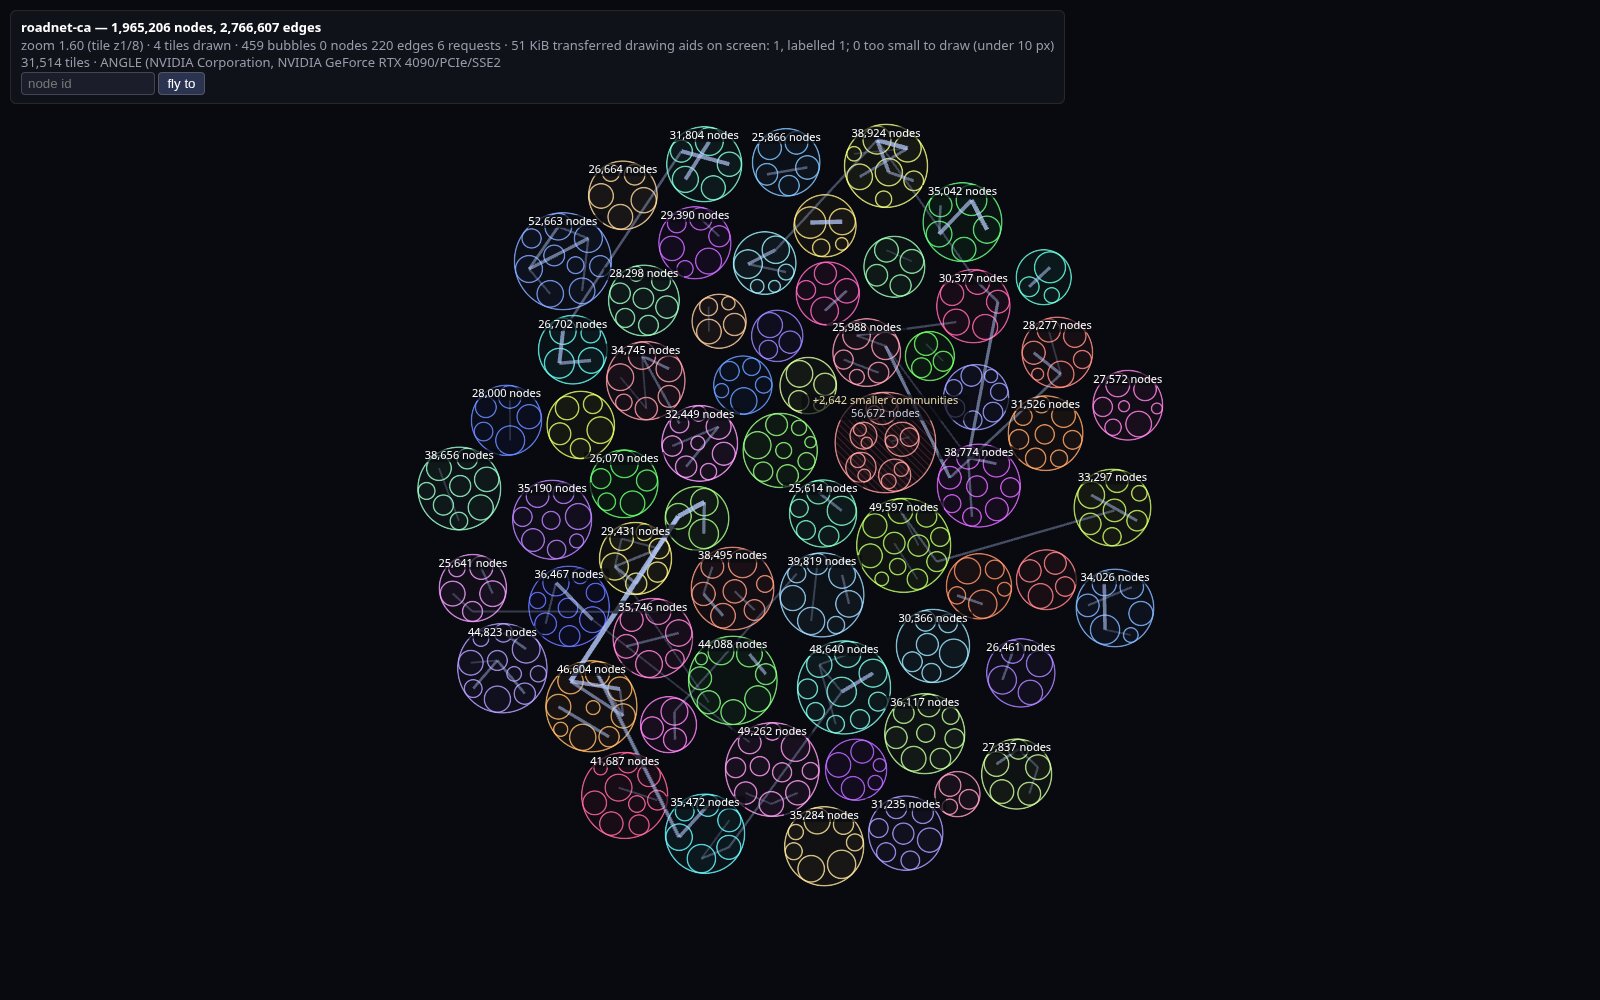 roadnet-ca — 1,965,206 nodes, 2,766,607 edges
zoom 1.60 (tile z1/8) · 4 tiles drawn · 459 bubbles 0 nodes 220 edges 6 requests · 51 KiB transferred drawing aids on screen: 1, labelled 1; 0 too small to draw (under 10 px)
31,514 tiles · ANGLE (NVIDIA Corporation, NVIDIA GeForce RTX 4090/PCIe/SSE2
node id
fly to
31,804 nodes
25,866 nodes
38,924 nodes
26,664 nodes
35,042 nodes
29,390 nodes
52,663 nodes
28,298 nodes
30,377 nodes
26,702 nodes
25,988 nodes
28,277 nodes
34,745 nodes
27,572 nodes
28,000 nodes
+2,642 smaller communities
56,672 nodes
31,526 nodes
32,449 nodes
38,656 nodes
26,070 nodes
38,774 nodes
33,297 nodes
35,190 nodes
25,614 nodes
49,597 nodes
29,431 nodes
25,641 nodes
38,495 nodes
39,819 nodes
36,467 nodes
34,026 nodes
35,746 nodes
30,366 nodes
44,823 nodes
44,088 nodes
48,640 nodes
26,461 nodes
46,604 nodes
36,117 nodes
49,262 nodes
27,837 nodes
41,687 nodes
35,472 nodes
31,235 nodes
35,284 nodes